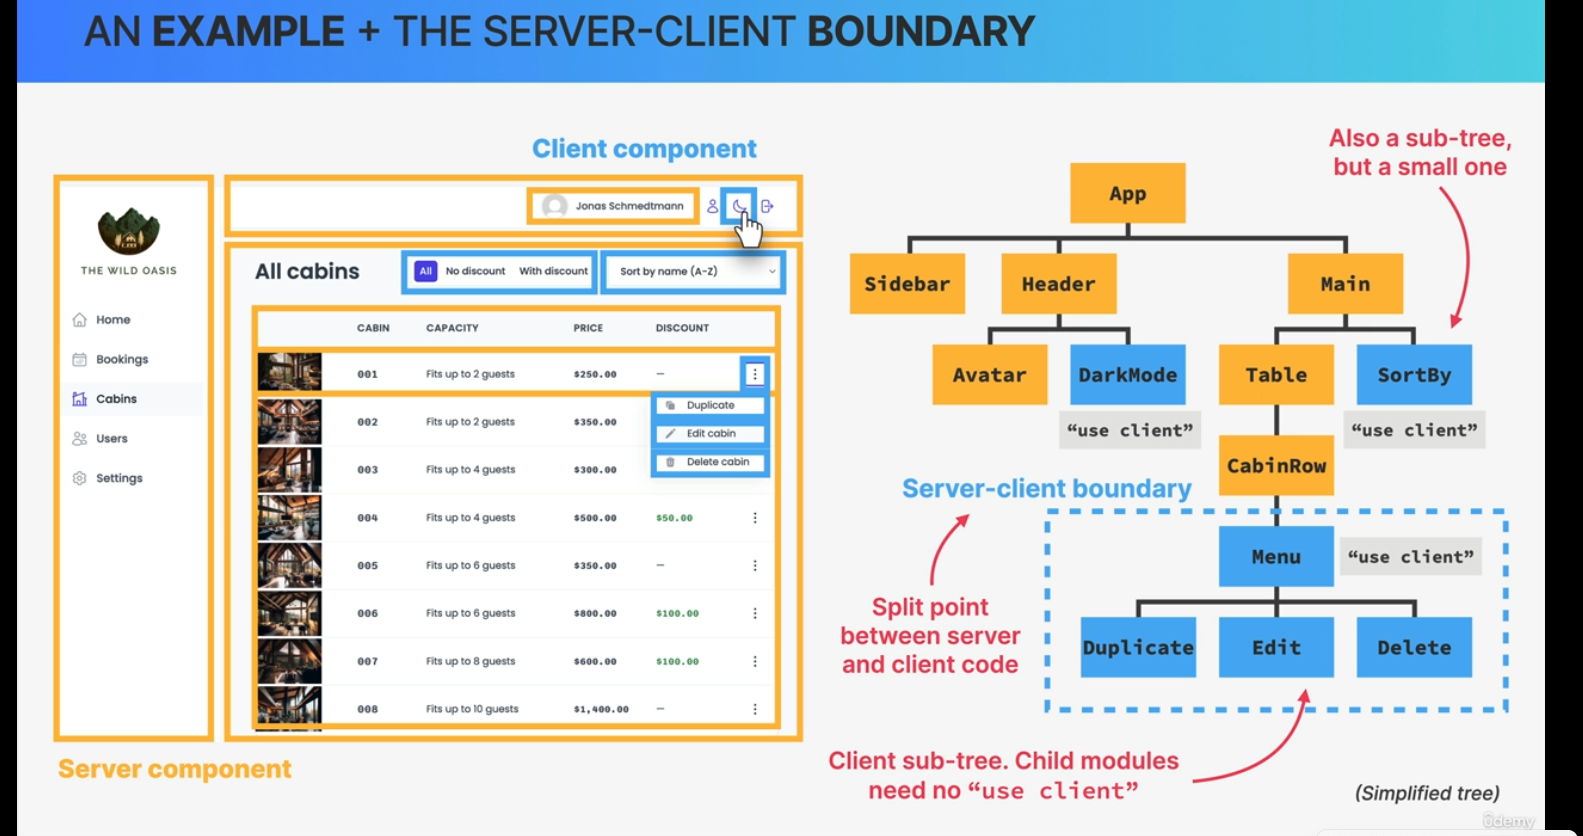 AN EXAMPLE + THE SERVER-CLIENT BOUNDARY
Client component
Jonas Schmedtmann
THE WILD OASIS
Home
Bookings
Cabins
Users
Settings
All cabins
All No discount With discount
Sort by name (A-Z)
CABIN CAPACITY PRICE DISCOUNT
001 Fits up to 2 guests $250.00 —
Duplicate
Edit cabin
Delete cabin
002 Fits up to 2 guests $350.00
003 Fits up to 4 guests $300.00
004 Fits up to 4 guests $500.00 $50.00
005 Fits up to 6 guests $350.00 —
006 Fits up to 6 guests $800.00 $100.00
007 Fits up to 8 guests $600.00 $100.00
008 Fits up to 10 guests $1,400.00 —
Server component
Also a sub-tree,
but a small one
App
Sidebar Header Main
Avatar DarkMode Table SortBy
“use client” “use client”
CabinRow
Server-client boundary
Menu “use client”
Split point
between server
and client code
Duplicate Edit Delete
Client sub-tree. Child modules
need no “use client”
(Simplified tree)
ûdemy